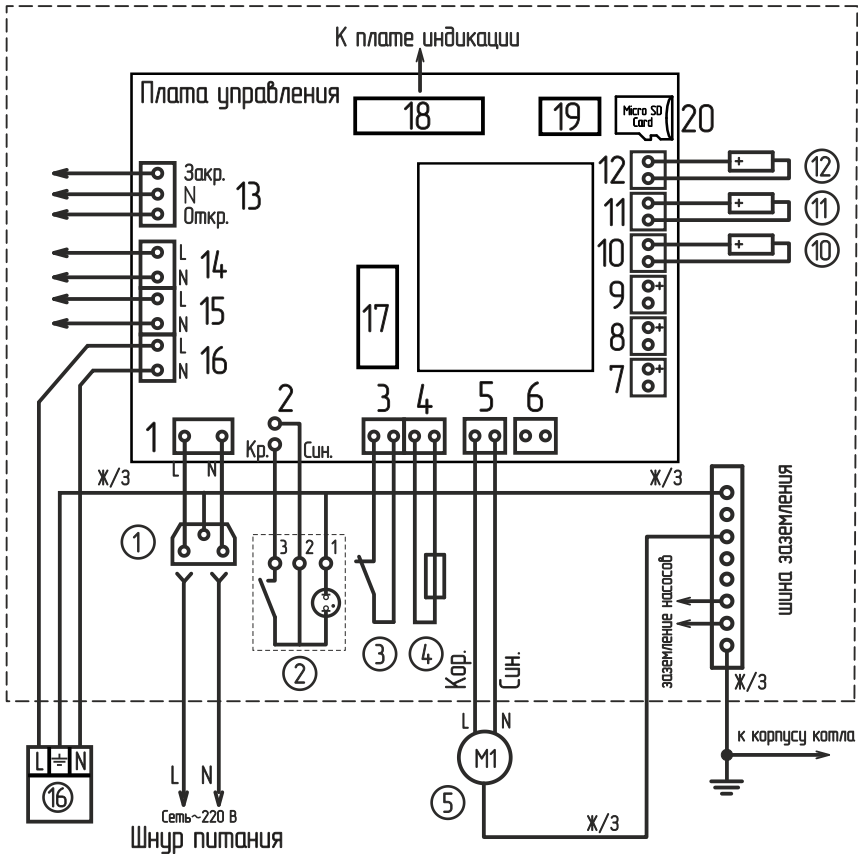 К плате индикации
Плата управления
18
19
Micro SD
Card
20
Закр.
N
Откр.
13
12
11
10
12
11
10
L
N
14
L
N
15
L
N
16
17
9
+
8
+
7
+
+
+
+
1
2
3
4
5
6
Кр.
Син.
L
N
Ж/З
Ж/З
1
3
2
1
2
3
4
шина заземления
заземление насосов
Кор.
Син.
Ж/З
L
N
М1
5
к корпусу котла
L
N
16
L
N
Сеть~220 В
Шнур питания
Ж/З